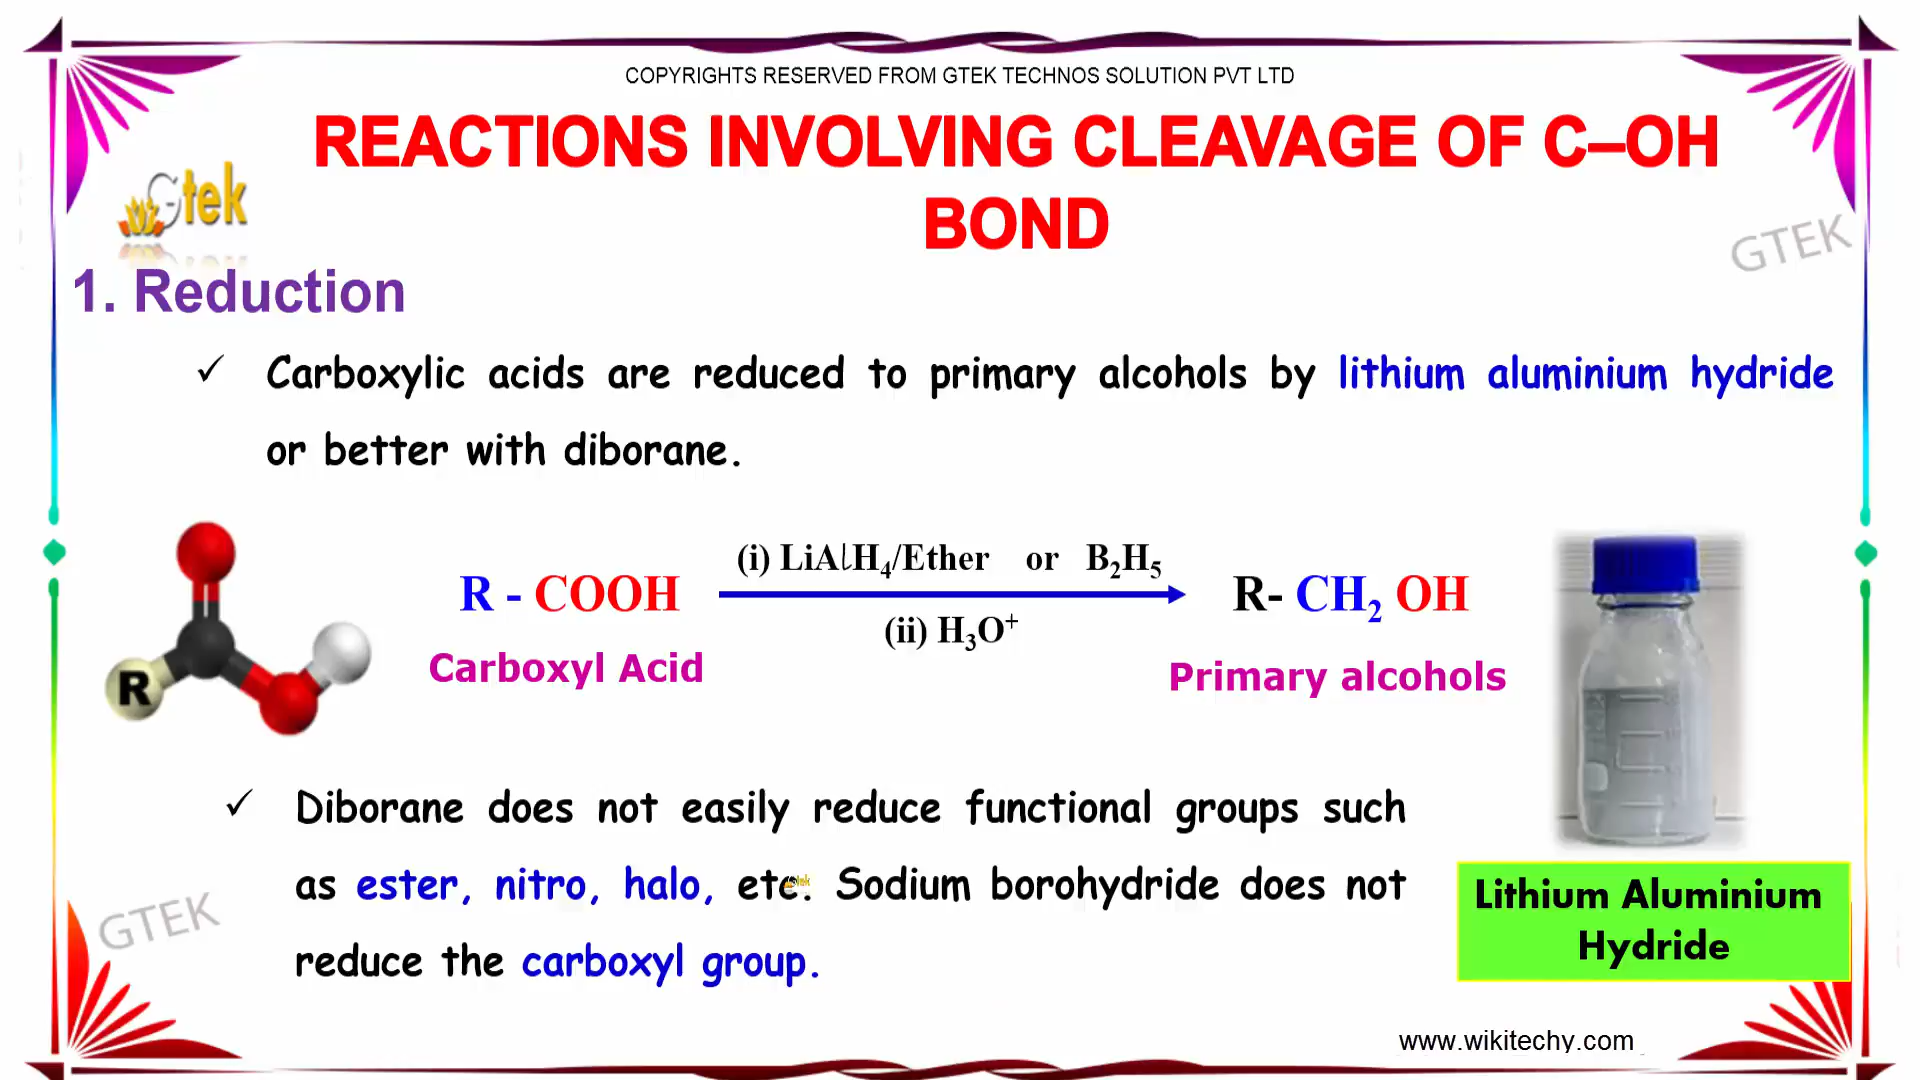 COPYRIGHTS RESERVED FROM GTEK TECHNOS SOLUTION PVT LTD
REACTIONS INVOLVING CLEAVAGE OF C–OH
BOND
Gtek
GTEK
1. Reduction
✓ Carboxylic acids are reduced to primary alcohols by lithium aluminium hydride
or better with diborane.
(i) LiAlH₄/Ether or B₂H₅
R - COOH
R- CH₂ OH
(ii) H₃O⁺
Carboxyl Acid
Primary alcohols
R
✓ Diborane does not easily reduce functional groups such
as ester, nitro, halo, etc. Sodium borohydride does not
reduce the carboxyl group.
Lithium Aluminium
Hydride
GTEK
www.wikitechy.com